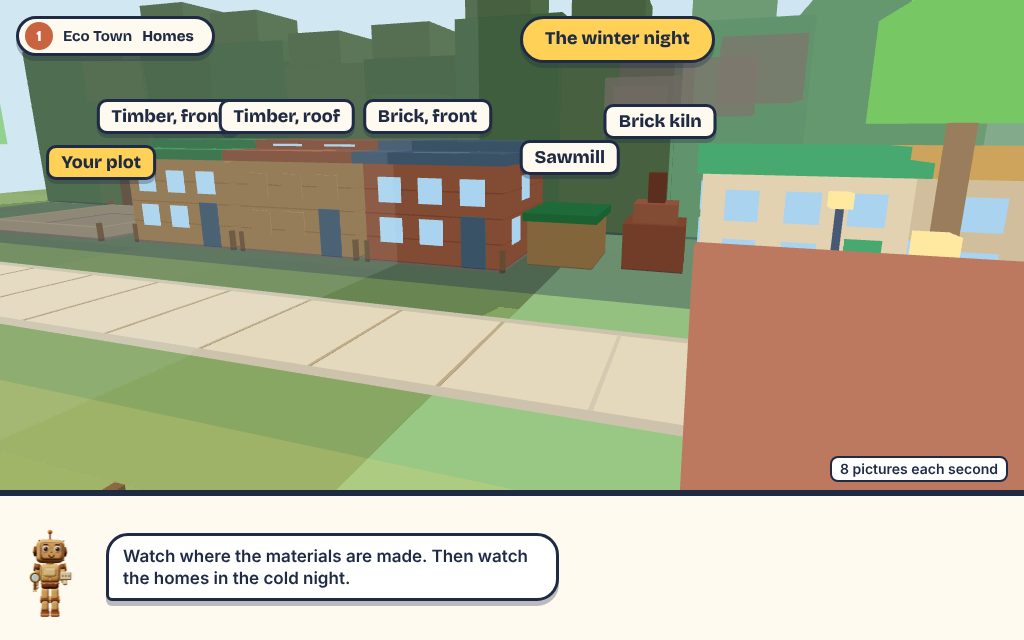 1 Eco Town Homes
The winter night
Timber, fron
Timber, roof
Brick, front
Brick kiln
Sawmill
Your plot
8 pictures each second
Watch where the materials are made. Then watch
the homes in the cold night.